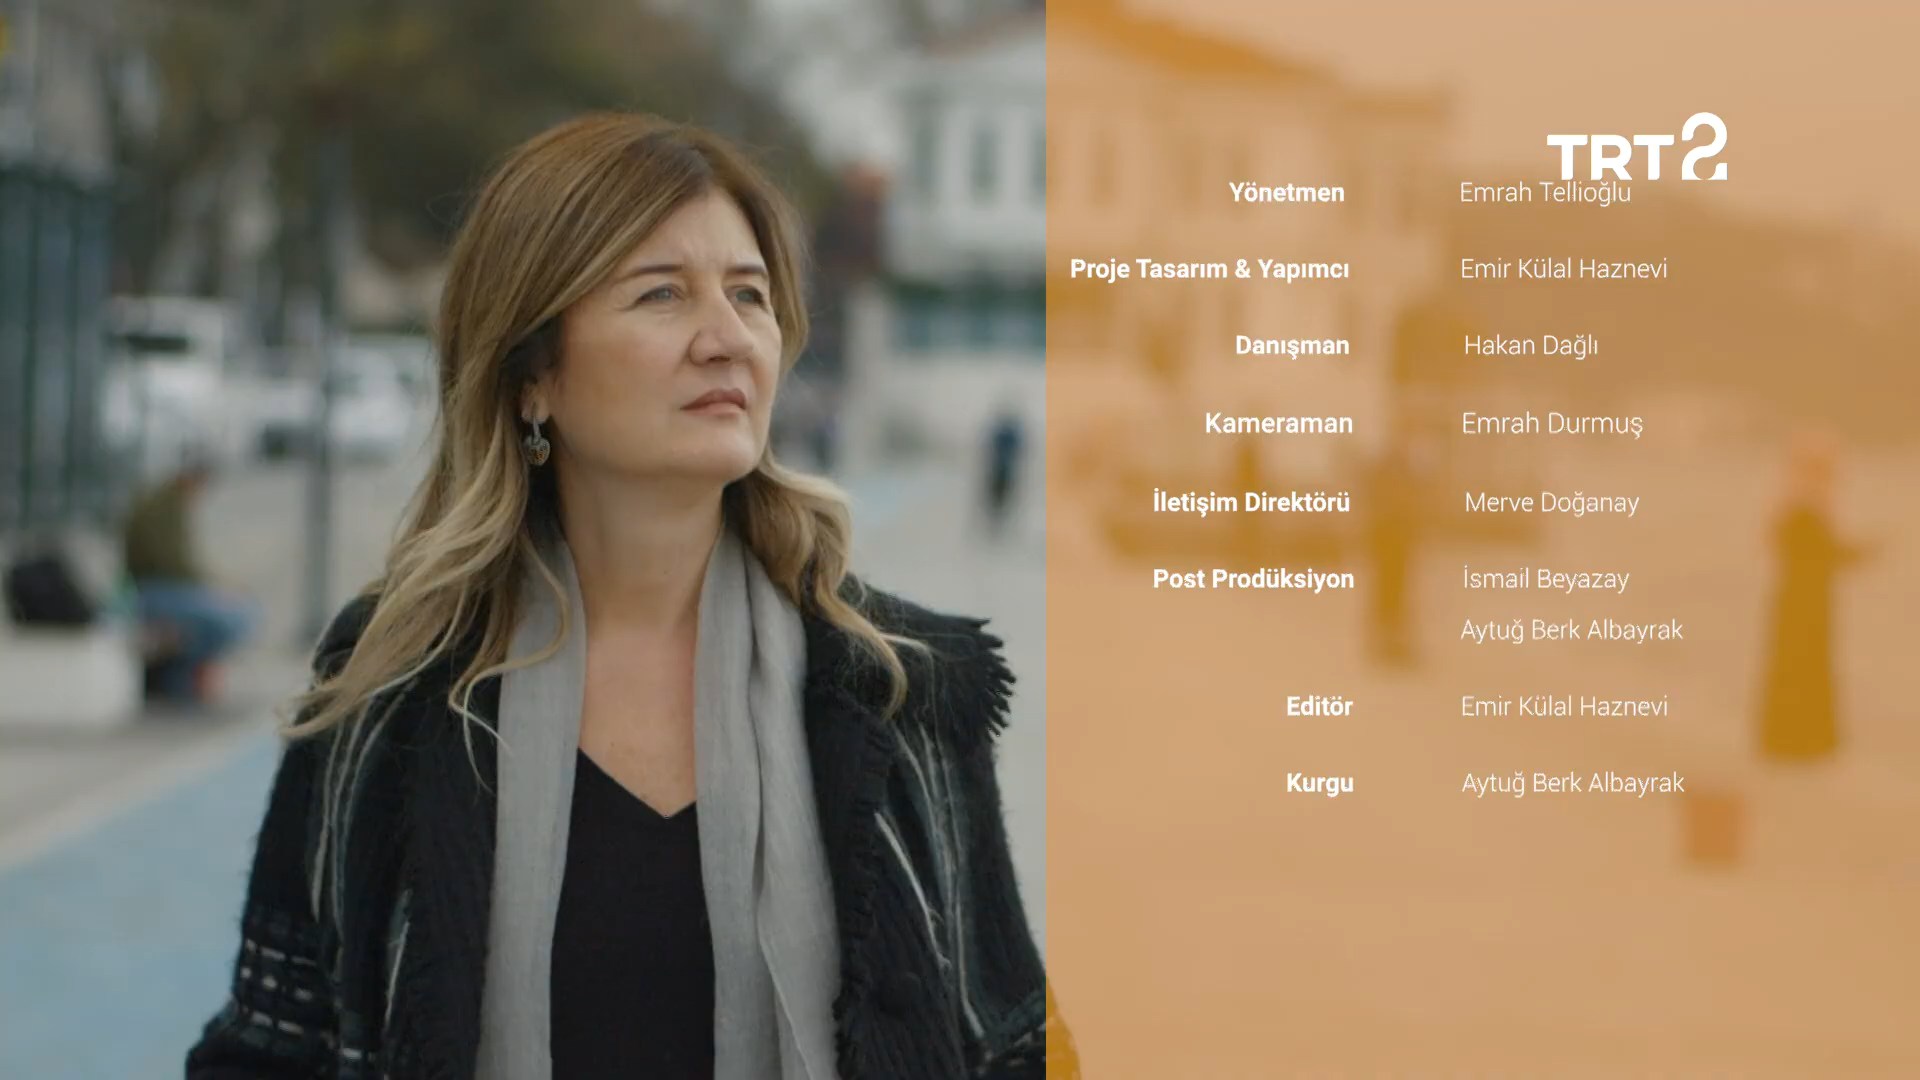 TRT2
Yönetmen Emrah Tellioğlu
Proje Tasarım & Yapımcı Emir Külal Haznevi
Danışman Hakan Dağlı
Kameraman Emrah Durmuş
İletişim Direktörü Merve Doğanay
Post Prodüksiyon İsmail Beyazay
Aytuğ Berk Albayrak
Editör Emir Külal Haznevi
Kurgu Aytuğ Berk Albayrak